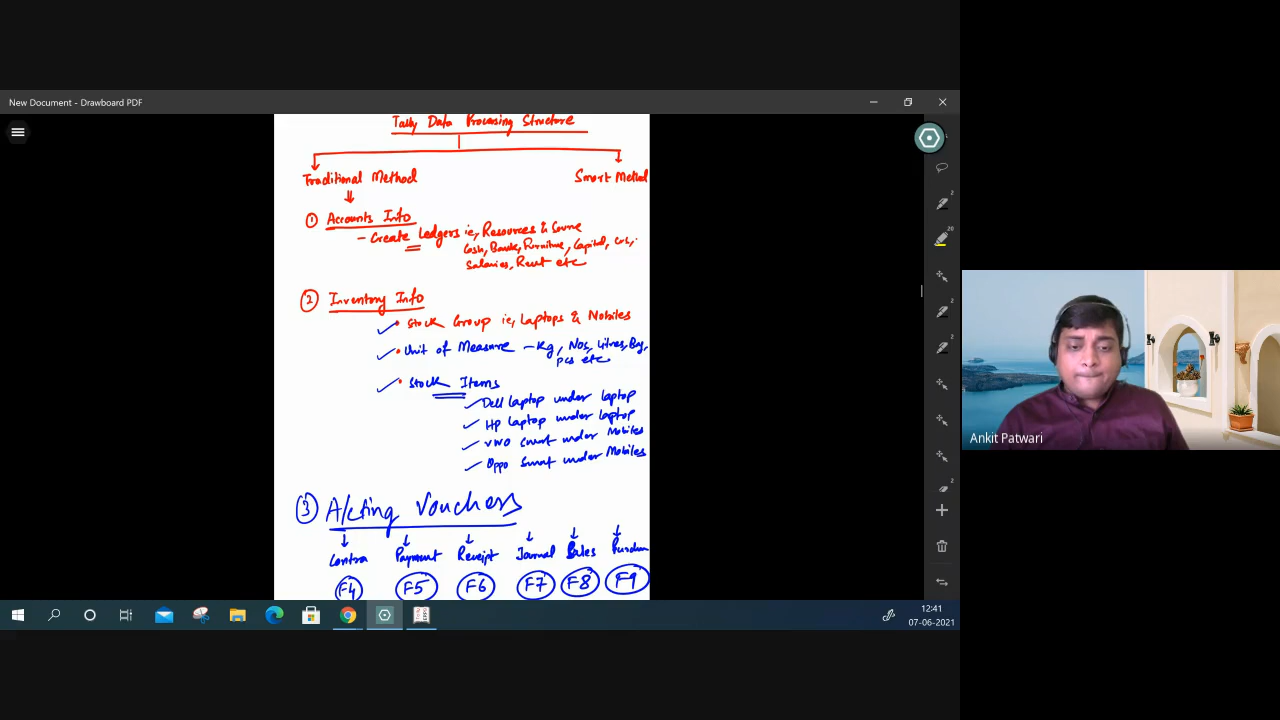 New Document - Drawboard PDF
Tally Data Processing Structure
Traditional Method
Smart Method
① Accounts Info
- Create Ledgers ie, Resources &
Cash, Bank, Furniture, Capital,
Salaries, Rent etc
② Inventory Info
• Stock Group ie, Laptops & Mobiles
• Unit of Measure - Kg, Nos, Litres, Bag,
pcs etc
• Stock Items
Dell laptop under laptop
HP laptop under laptop
VIVO Smart under Mobiles
Oppo Smart under Mobiles
③ A/cting Vouchers
Contra Payment Receipt Journal Sales
F4 F5 F6 F7 F8 F9
Ankit Patwari
12:41
07-06-2021